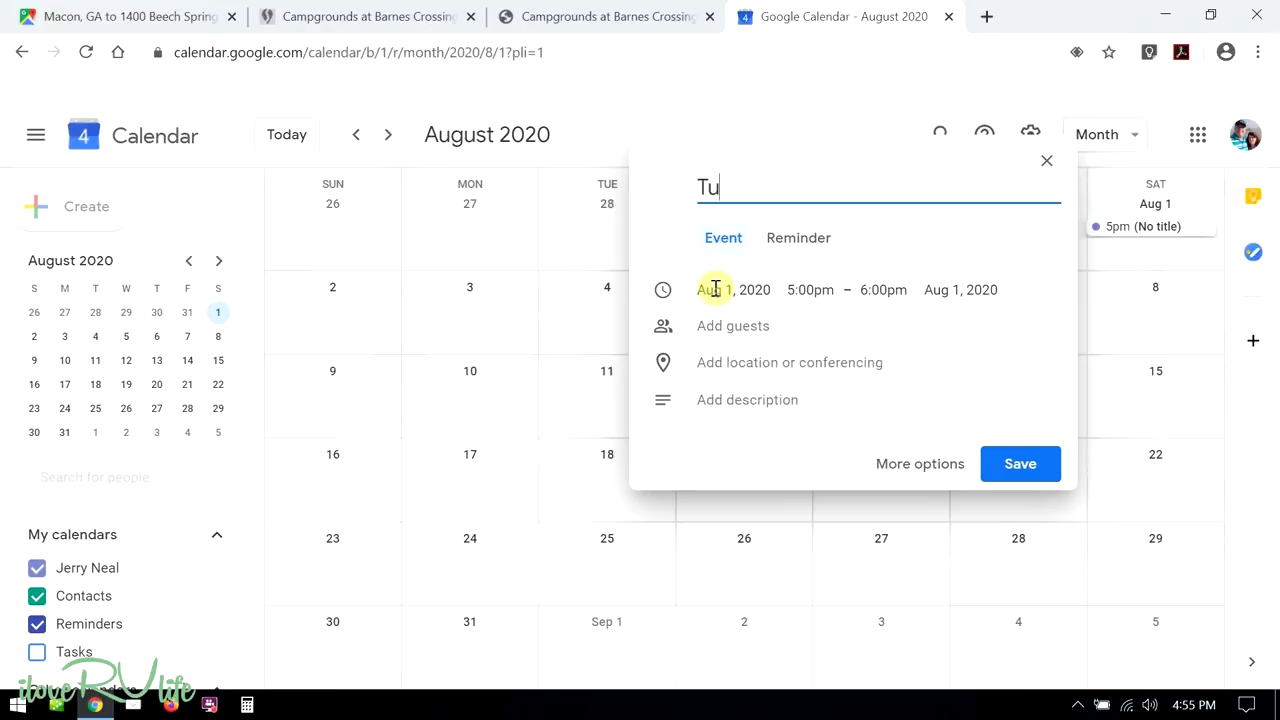 Macon, GA to 1400 Beech Spring
Campgrounds at Barnes Crossing
Campgrounds at Barnes Crossing
Google Calendar - August 2020
calendar.google.com/calendar/b/1/r/month/2020/8/1?pli=1
4 Calendar
Today
August 2020
Month
Create
August 2020
S M T W T F S
26 27 28 29 30 31 1
2 3 4 5 6 7 8
9 10 11 12 13 14 15
16 17 18 19 20 21 22
23 24 25 26 27 28 29
30 31 1 2 3 4 5
Search for people
My calendars
Jerry Neal
Contacts
Reminders
Tasks
SUN MON TUE SAT
26 27 28 Aug 1
5pm (No title)
2 3 4 8
9 10 11 15
16 17 18 22
23 24 25 26 27 28 29
30 31 Sep 1 2 3 4 5
Tu
Event Reminder
Aug 1, 2020 5:00pm – 6:00pm Aug 1, 2020
Add guests
Add location or conferencing
Add description
More options Save
iloveRVlife
4:55 PM